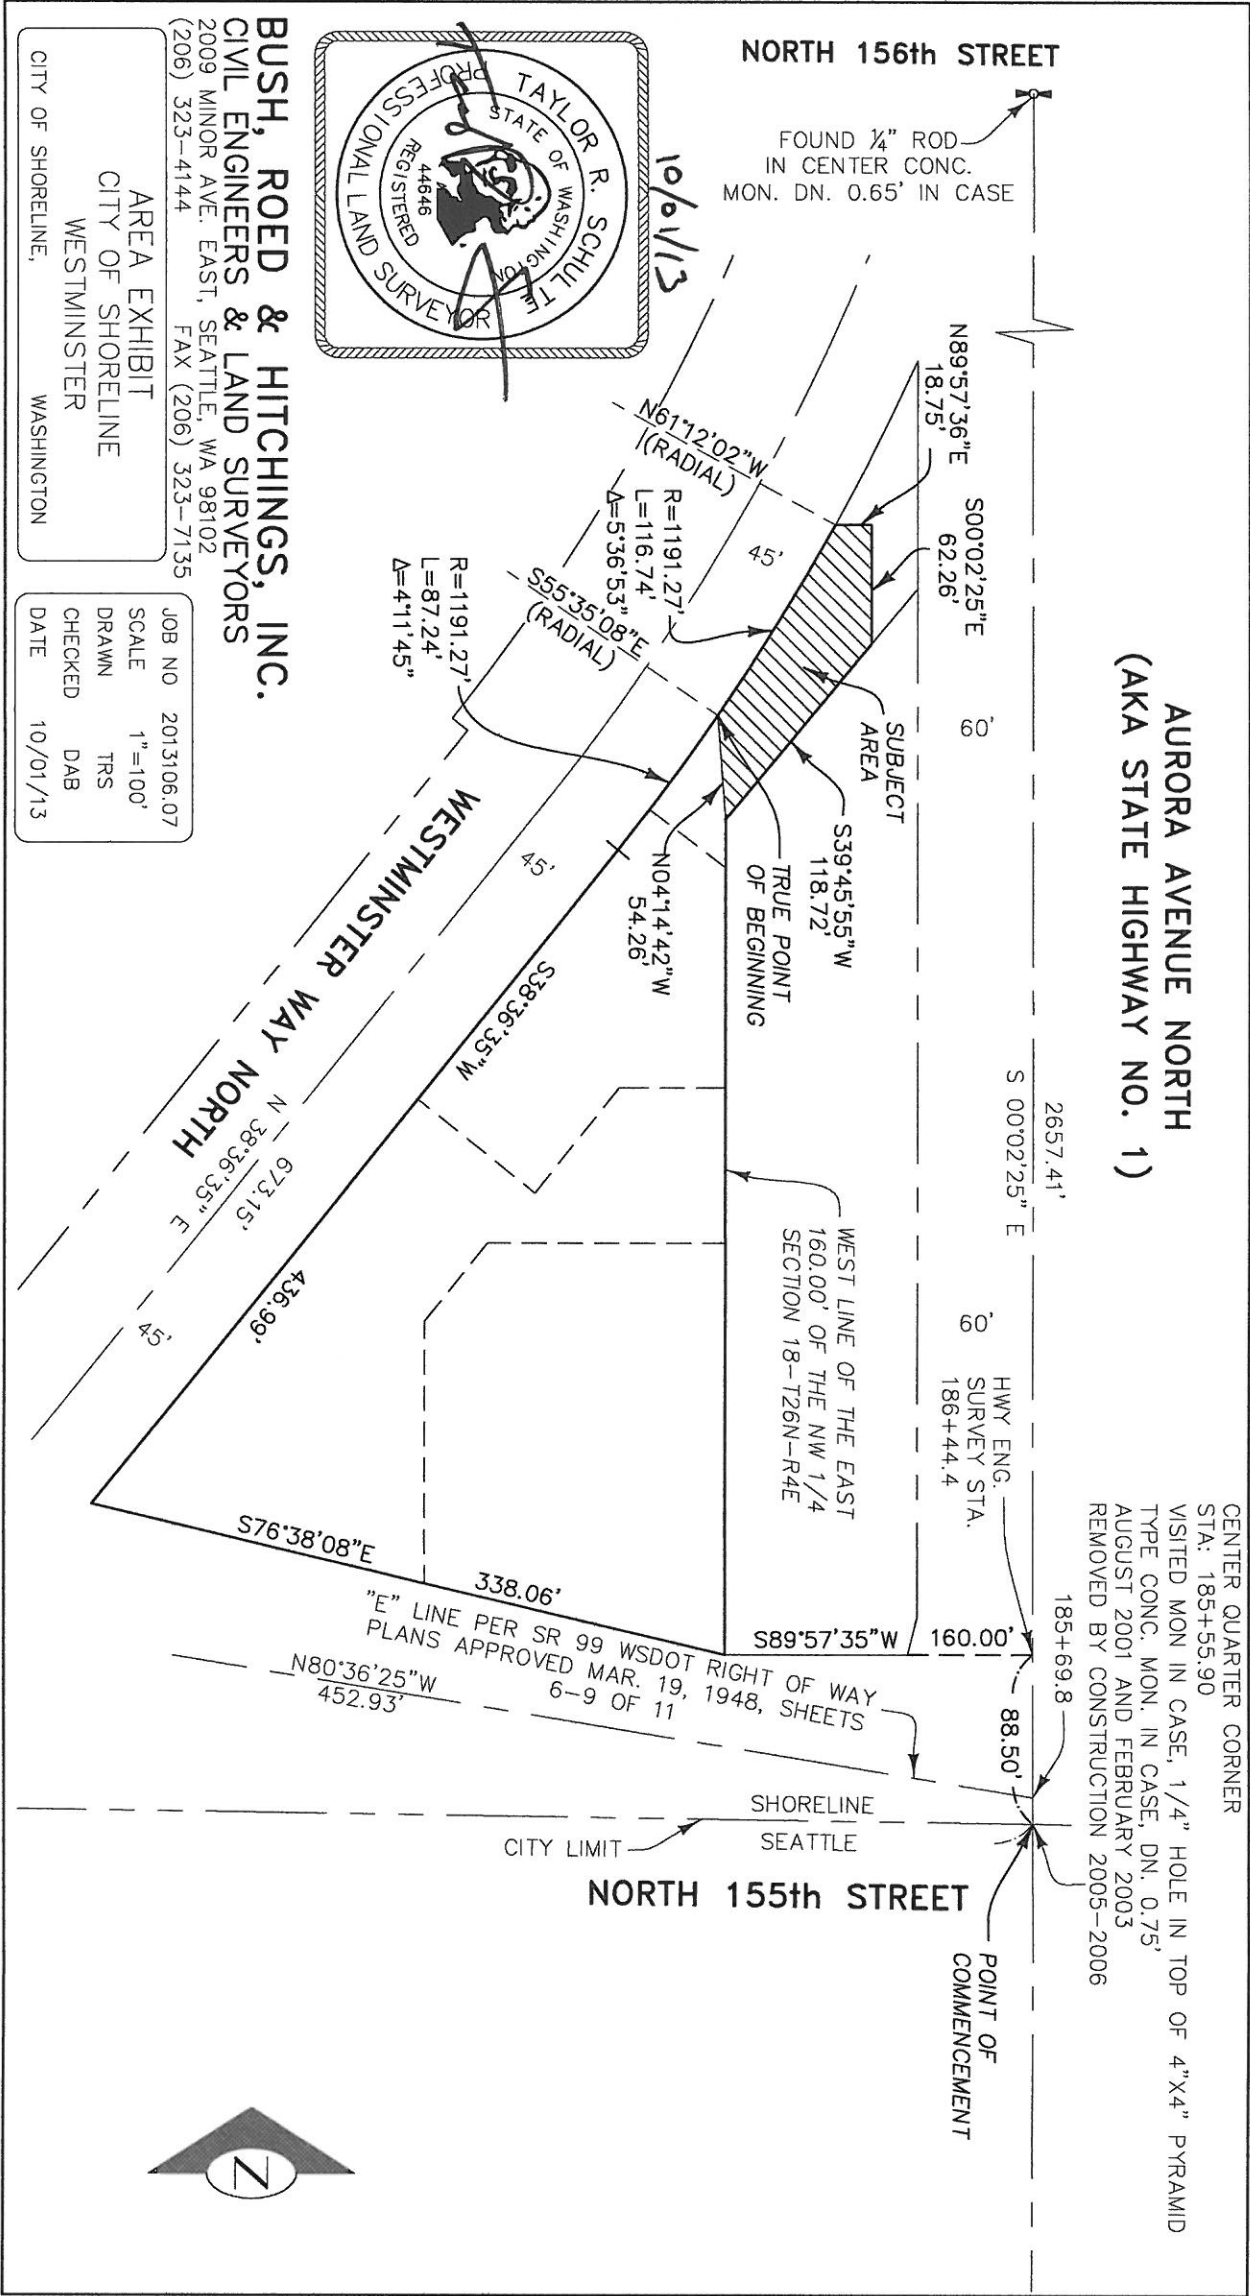 NORTH 156th STREET
FOUND ¼" ROD
IN CENTER CONC.
MON. DN. 0.65' IN CASE
AURORA AVENUE NORTH
(AKA STATE HIGHWAY NO. 1)
2657.41'
S 00°02'25" E
60'
60'
CENTER QUARTER CORNER
STA: 185+55.90
VISITED MON IN CASE, 1/4" HOLE IN TOP OF 4"X4" PYRAMID
TYPE CONC. MON. IN CASE, DN. 0.75'
AUGUST 2001 AND FEBRUARY 2003
REMOVED BY CONSTRUCTION 2005-2006
185+69.8
HWY ENG.
SURVEY STA.
186+44.4
88.50'
POINT OF
COMMENCEMENT
N89°57'36"E
18.75'
S00°02'25"E
62.26'
SUBJECT
AREA
S39°45'55"W
118.72'
TRUE POINT
OF BEGINNING
N04°14'42"W
54.26'
N61°12'02"W
(RADIAL)
R=1191.27'
L=116.74'
Δ=5°36'53"
45'
S55°35'08"E
(RADIAL)
R=1191.27'
L=87.24'
Δ=4°11'45"
WEST LINE OF THE EAST
160.00' OF THE NW 1/4
SECTION 18-T26N-R4E
S89°57'35"W
160.00'
45'
WESTMINSTER WAY NORTH
S38°36'35"W
436.99'
673.15'
N 38°36'35" E
45'
S76°38'08"E
338.06'
"E" LINE PER SR 99 WSDOT RIGHT OF WAY
PLANS APPROVED MAR. 19, 1948, SHEETS
6-9 OF 11
N80°36'25"W
452.93'
SHORELINE
CITY LIMIT
SEATTLE
NORTH 155th STREET
10/01/13
TAYLOR R. SCHULTE
STATE OF WASHINGTON
44646
REGISTERED
PROFESSIONAL LAND SURVEYOR
BUSH, ROED & HITCHINGS, INC.
CIVIL ENGINEERS & LAND SURVEYORS
2009 MINOR AVE. EAST, SEATTLE, WA 98102
(206) 323-4144 FAX (206) 323-7135
AREA EXHIBIT
CITY OF SHORELINE
WESTMINSTER
CITY OF SHORELINE, WASHINGTON
JOB NO 2013106.07
SCALE 1"=100'
DRAWN TRS
CHECKED DAB
DATE 10/01/13
N